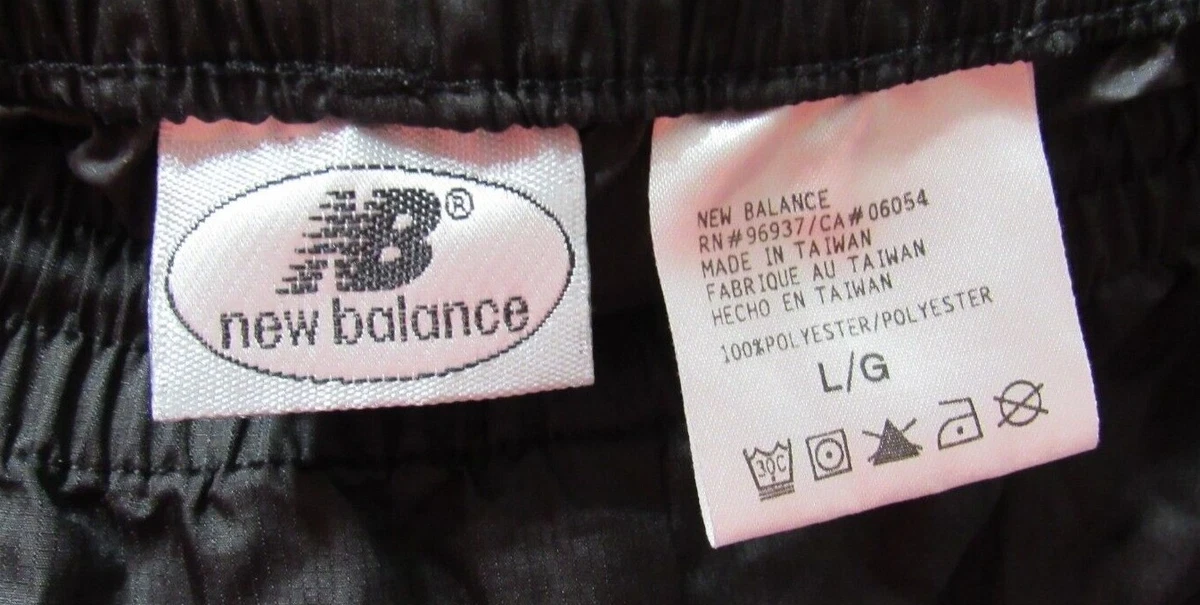 NB®
new balance
NEW BALANCE
RN#96937/CA#06054
MADE IN TAIWAN
FABRIQUE AU TAIWAN
HECHO EN TAIWAN
100%POLYESTER/POLYESTER
L/G
30C